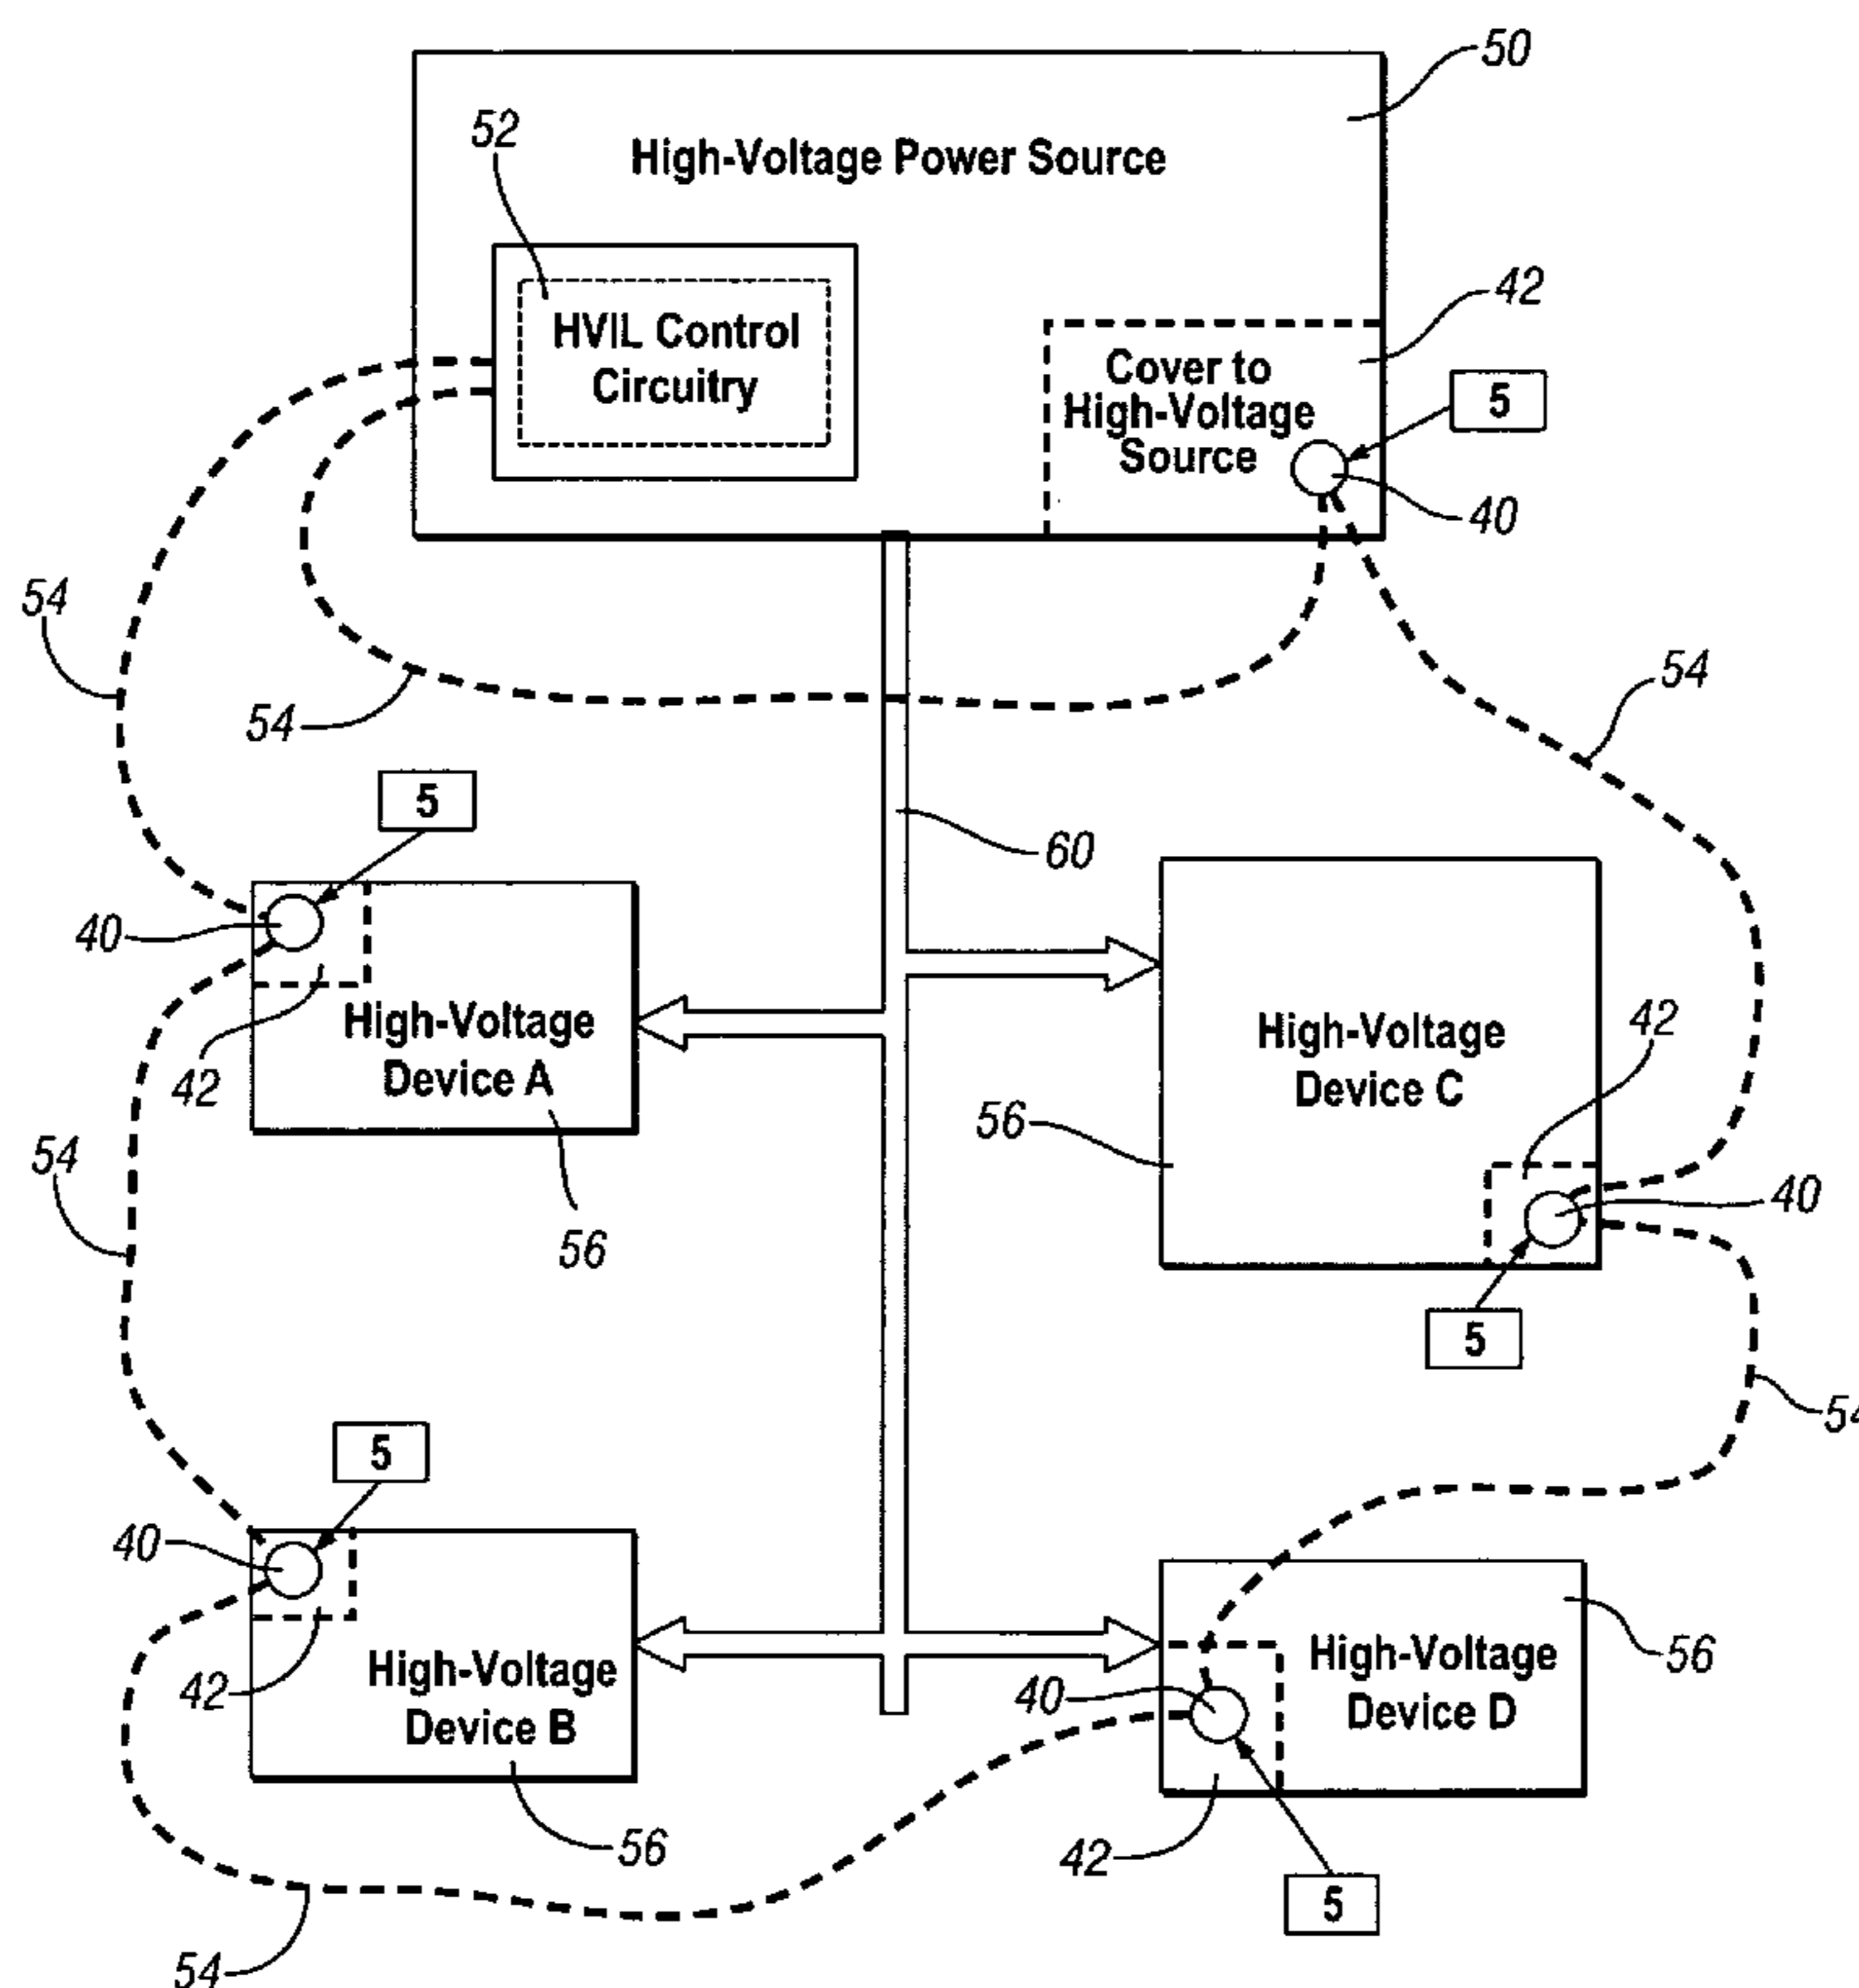 50
52
High-Voltage Power Source
42
HVIL Control
Circuitry
Cover to
High-Voltage
Source
5
40
54
54
54
5
60
40
42
High-Voltage
Device A
High-Voltage
Device C
42
56
54
40
56
5
54
5
40
42
High-Voltage
Device B
40
High-Voltage
Device D
56
56
42
5
54